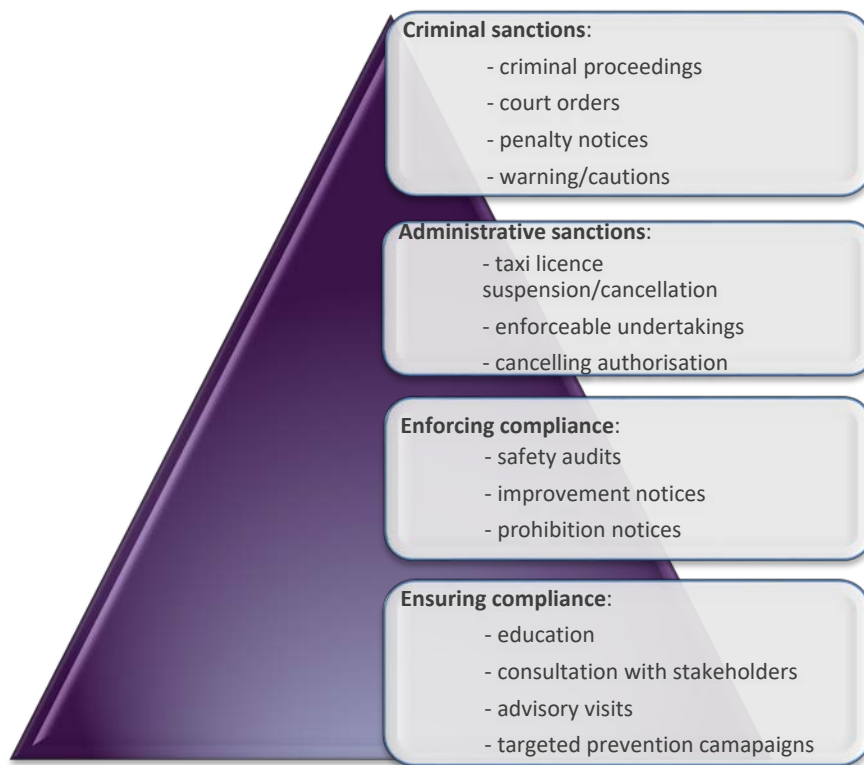 Criminal sanctions:
- criminal proceedings
- court orders
- penalty notices
- warning/cautions
Administrative sanctions:
- taxi licence
suspension/cancellation
- enforceable undertakings
- cancelling authorisation
Enforcing compliance:
- safety audits
- improvement notices
- prohibition notices
Ensuring compliance:
- education
- consultation with stakeholders
- advisory visits
- targeted prevention camapaigns